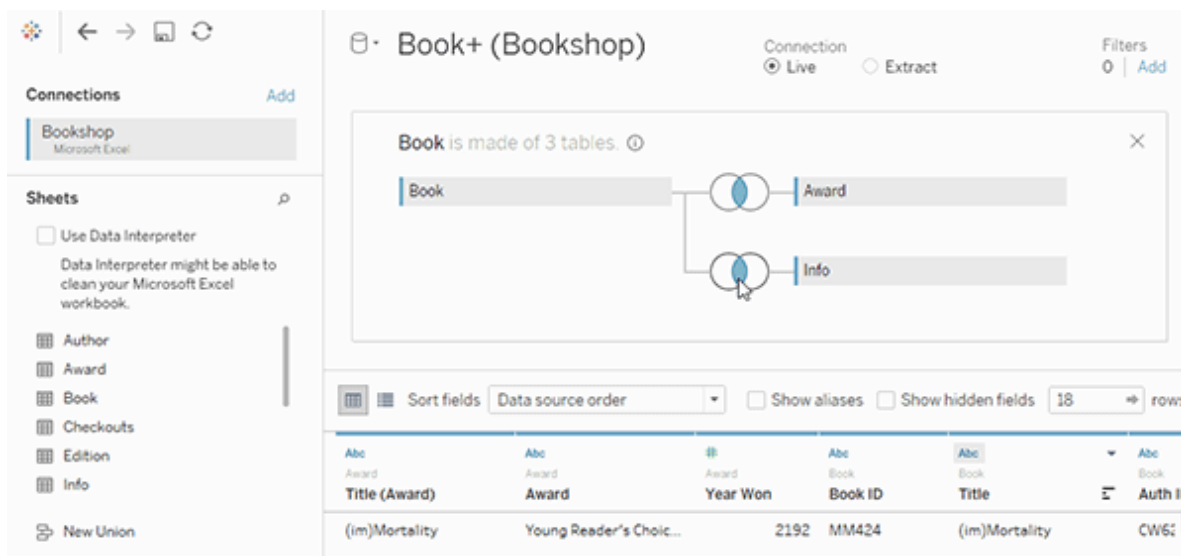 Book+ (Bookshop)
Connection
Live
Extract
Filters
0 | Add
Connections
Add
Bookshop
Microsoft Excel
Sheets
Use Data Interpreter
Data Interpreter might be able to
clean your Microsoft Excel
workbook.
Author
Award
Book
Checkouts
Edition
Info
New Union
Book is made of 3 tables.
Book
Award
Info
Sort fields
Data source order
Show aliases
Show hidden fields
18
rows
Abc Abc # Abc Abc Abc
Award Award Award Book Book Book
Title (Award) Award Year Won Book ID Title Auth I
(im)Mortality Young Reader's Choic... 2192 MM424 (im)Mortality